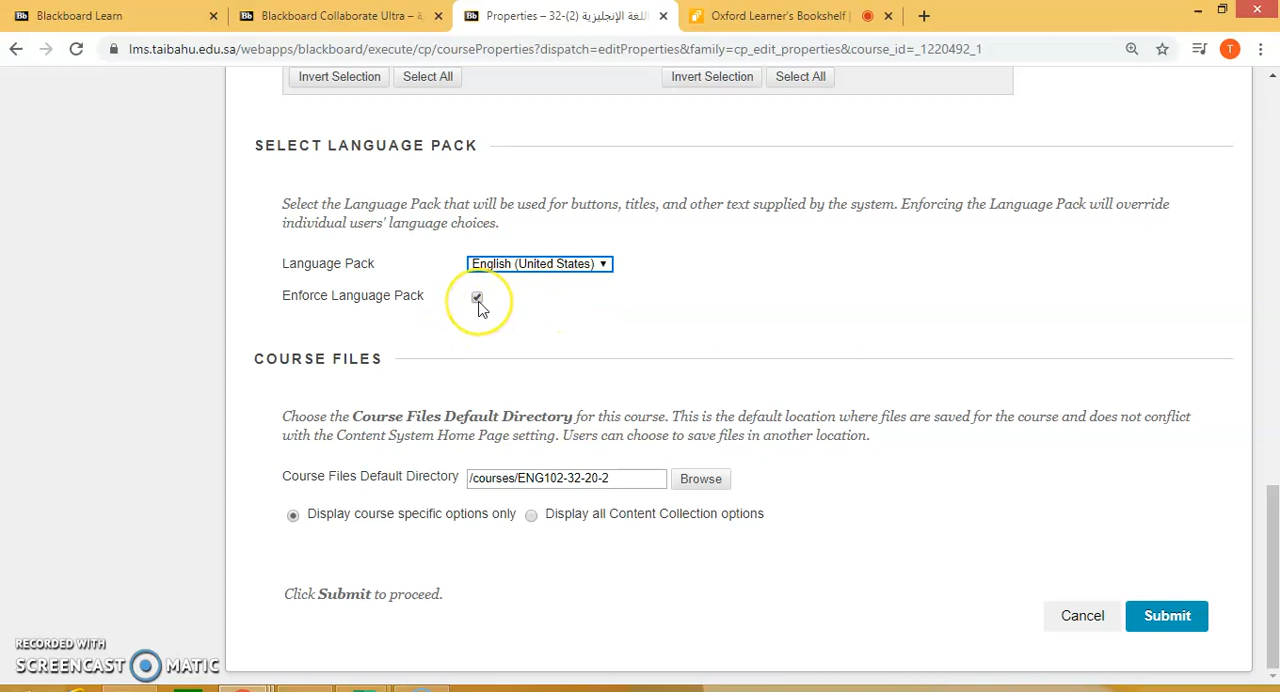 Blackboard Learn
Blackboard Collaborate Ultra –
Properties – 32-(2) اللغة الإنجليزية
Oxford Learner's Bookshelf |
lms.taibahu.edu.sa/webapps/blackboard/execute/cp/courseProperties?dispatch=editProperties&family=cp_edit_properties&course_id=_1220492_1
T
Invert Selection Select All Invert Selection Select All
SELECT LANGUAGE PACK
Select the Language Pack that will be used for buttons, titles, and other text supplied by the system. Enforcing the Language Pack will override
individual users' language choices.
Language Pack English (United States)
Enforce Language Pack
COURSE FILES
Choose the Course Files Default Directory for this course. This is the default location where files are saved for the course and does not conflict
with the Content System Home Page setting. Users can choose to save files in another location.
Course Files Default Directory /courses/ENG102-32-20-2 Browse
Display course specific options only Display all Content Collection options
Click Submit to proceed.
Cancel Submit
RECORDED WITH
SCREENCAST MATIC